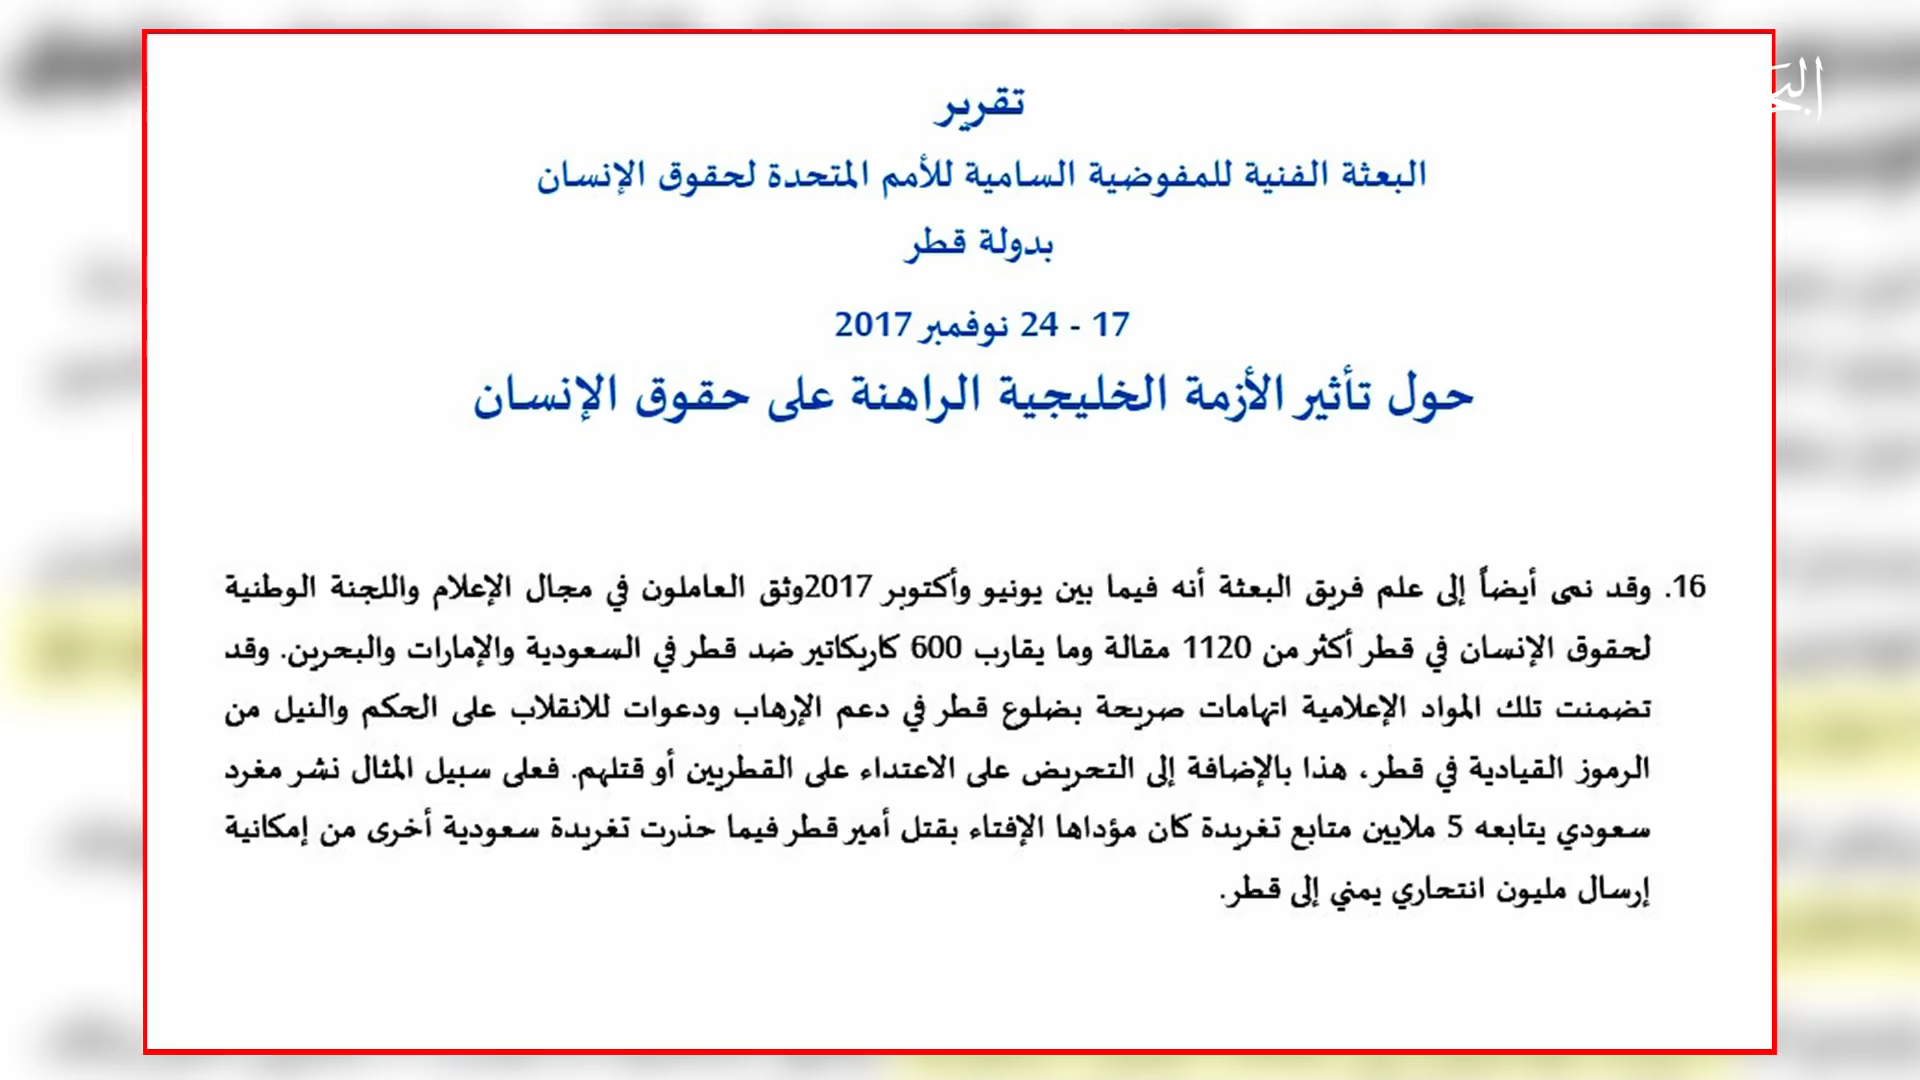 تقرير
البعثة الفنية للمفوضية السامية للأمم المتحدة لحقوق الإنسان
بدولة قطر
17 - 24 نوفمبر 2017
حول تأثير الأزمة الخليجية الراهنة على حقوق الإنسان
16. وقد نمى أيضاً إلى علم فريق البعثة أنه فيما بين يونيو وأكتوبر 2017وثق العاملون في مجال الإعلام واللجنة الوطنية
لحقوق الإنسان في قطر أكثر من 1120 مقالة وما يقارب 600 كاريكاتير ضد قطر في السعودية والإمارات والبحرين. وقد
تضمنت تلك المواد الإعلامية اتهامات صريحة بضلوع قطر في دعم الإرهاب ودعوات للانقلاب على الحكم والنيل من
الرموز القيادية في قطر، هذا بالإضافة إلى التحريض على الاعتداء على القطريين أو قتلهم. فعلى سبيل المثال نشر مغرد
سعودي يتابعه 5 ملايين متابع تغريدة كان مؤداها الإفتاء بقتل أمير قطر فيما حذرت تغريدة سعودية أخرى من إمكانية
إرسال مليون انتحاري يمني إلى قطر.